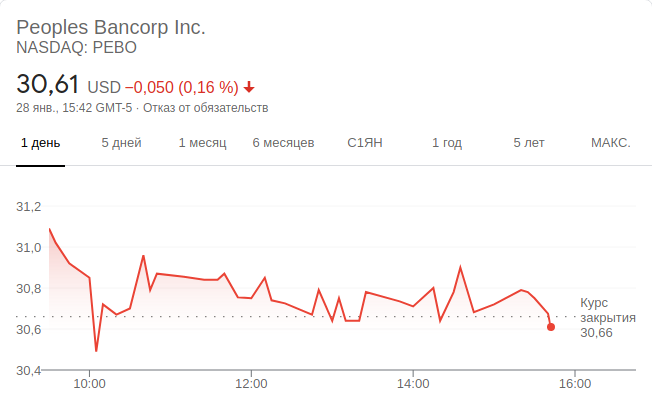 Peoples Bancorp Inc.
NASDAQ: PEBO
30,61 USD −0,050 (0,16 %)
28 янв., 15:42 GMT-5 · Отказ от обязательств
1 день 5 дней 1 месяц 6 месяцев С1ЯН 1 год 5 лет МАКС.
31,2
31,0
30,8
30,6
30,4
Курс
закрытия
30,66
10:00 12:00 14:00 16:00